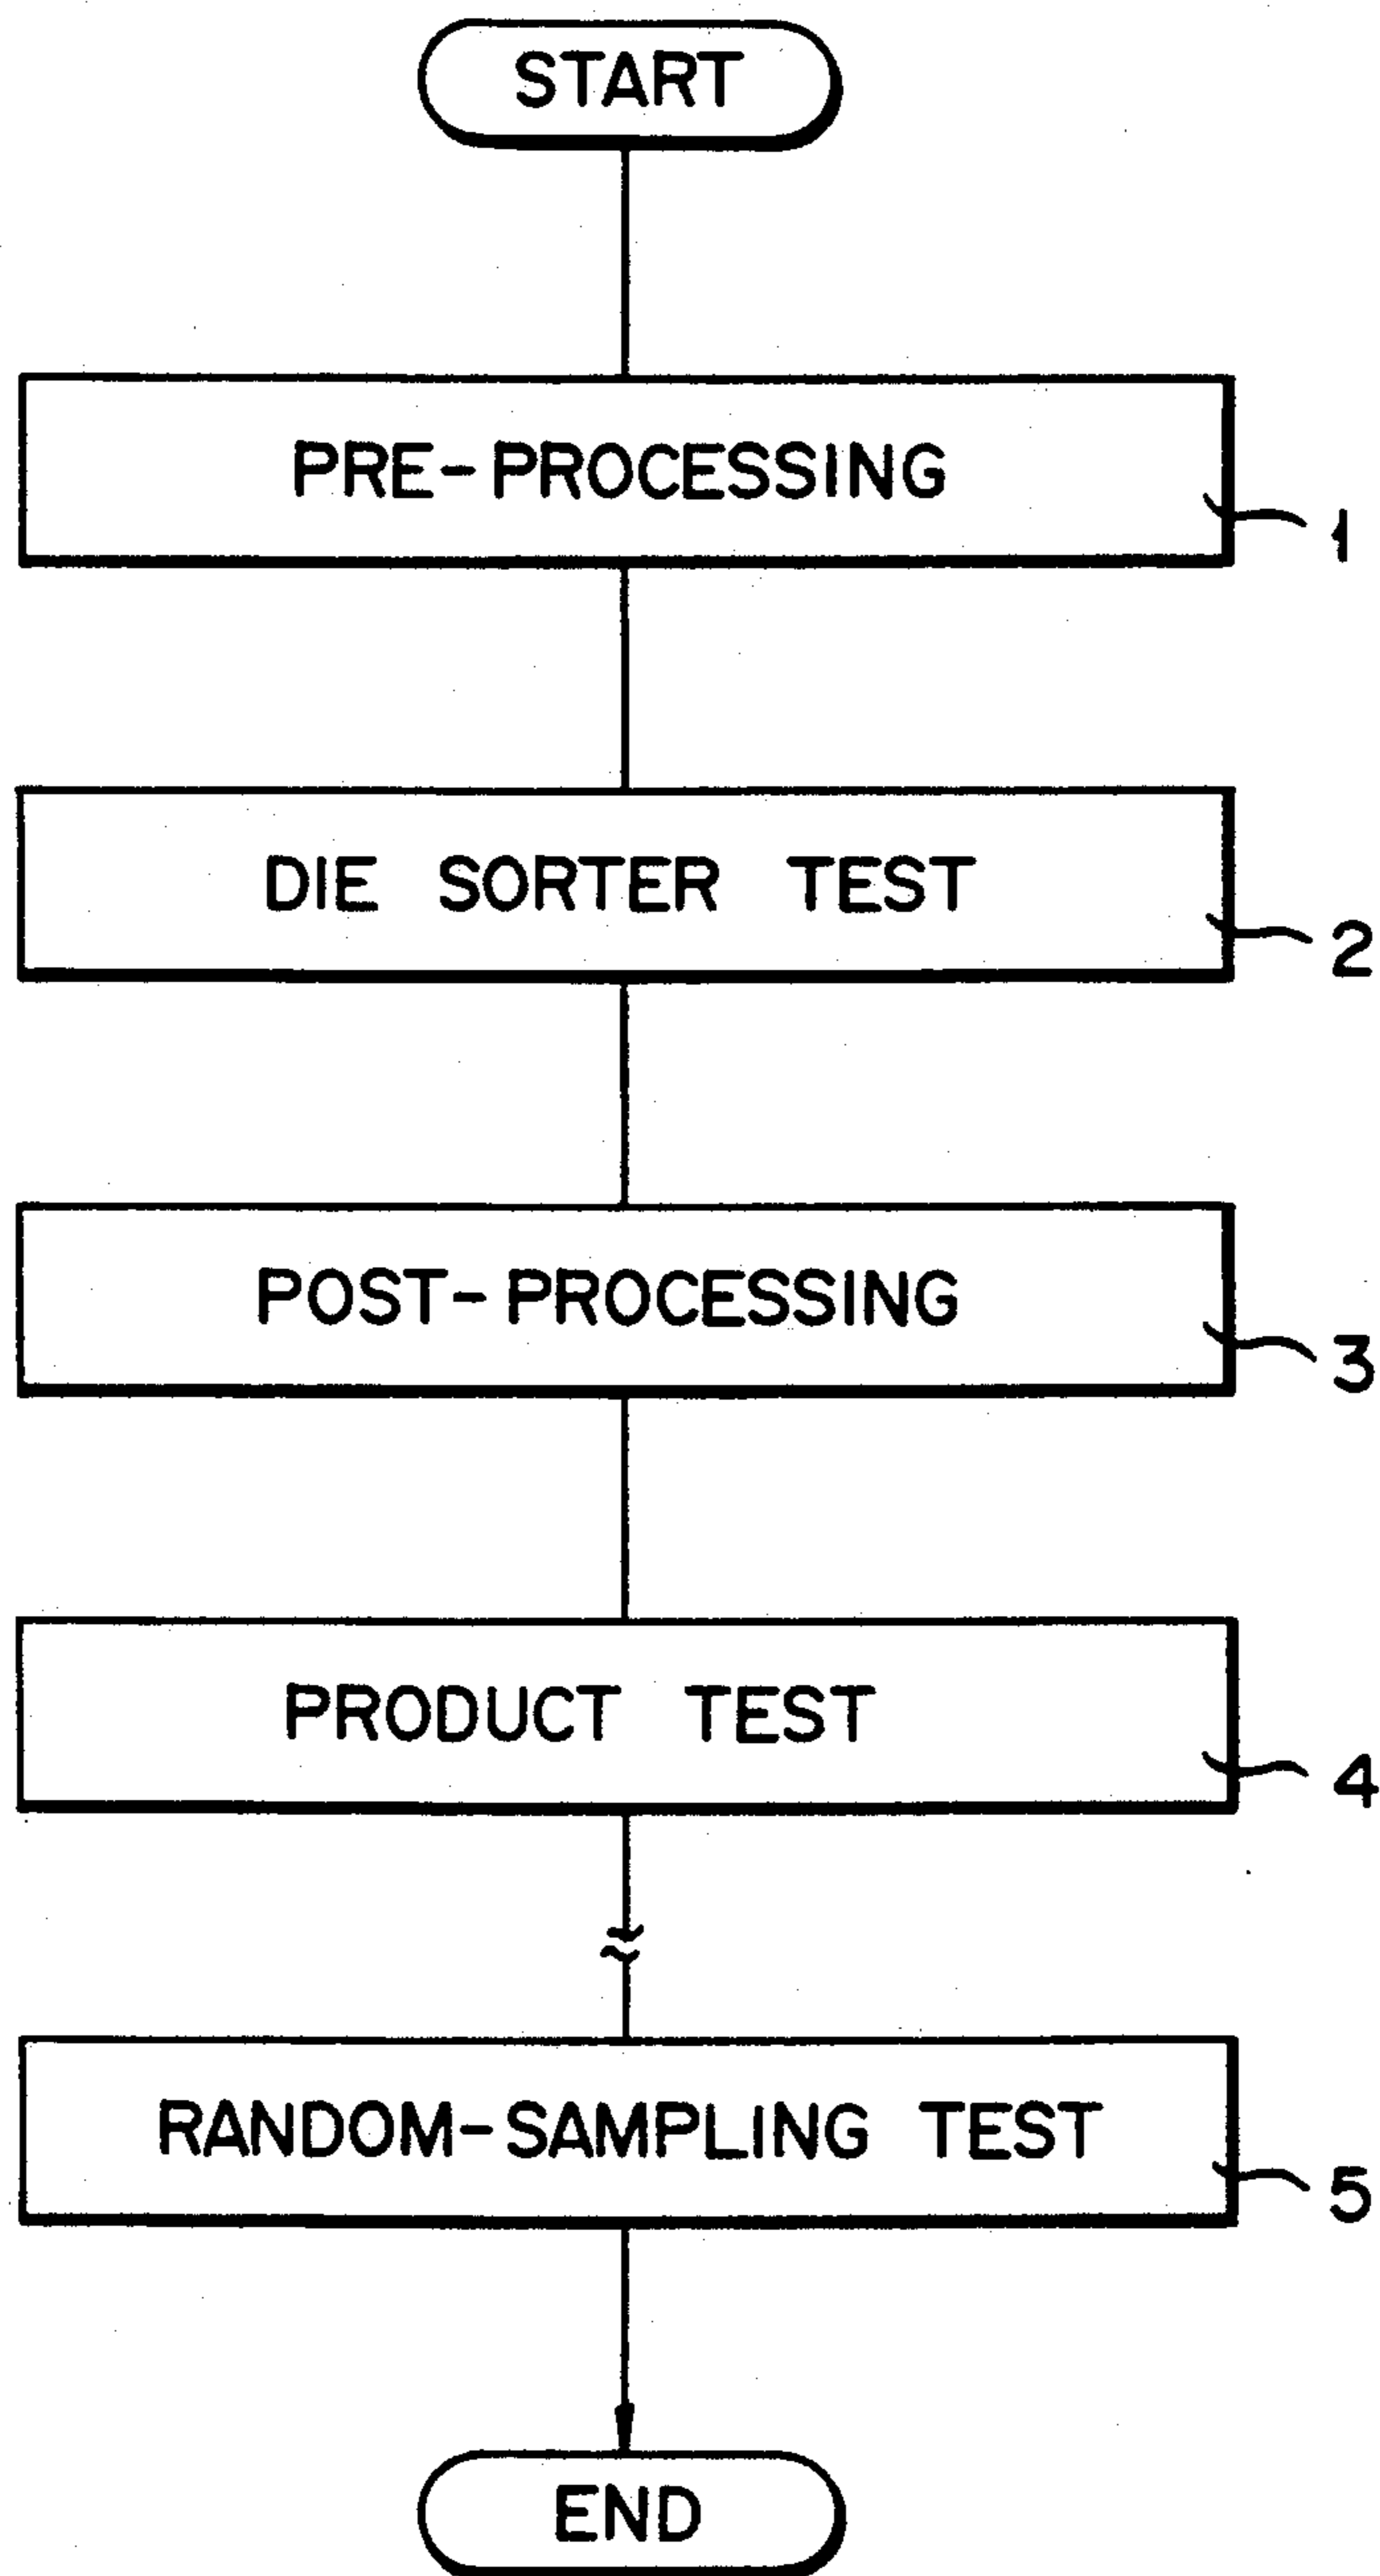 START
PRE-PROCESSING
1
DIE SORTER TEST
2
POST-PROCESSING
3
PRODUCT TEST
4
RANDOM-SAMPLING TEST
5
END